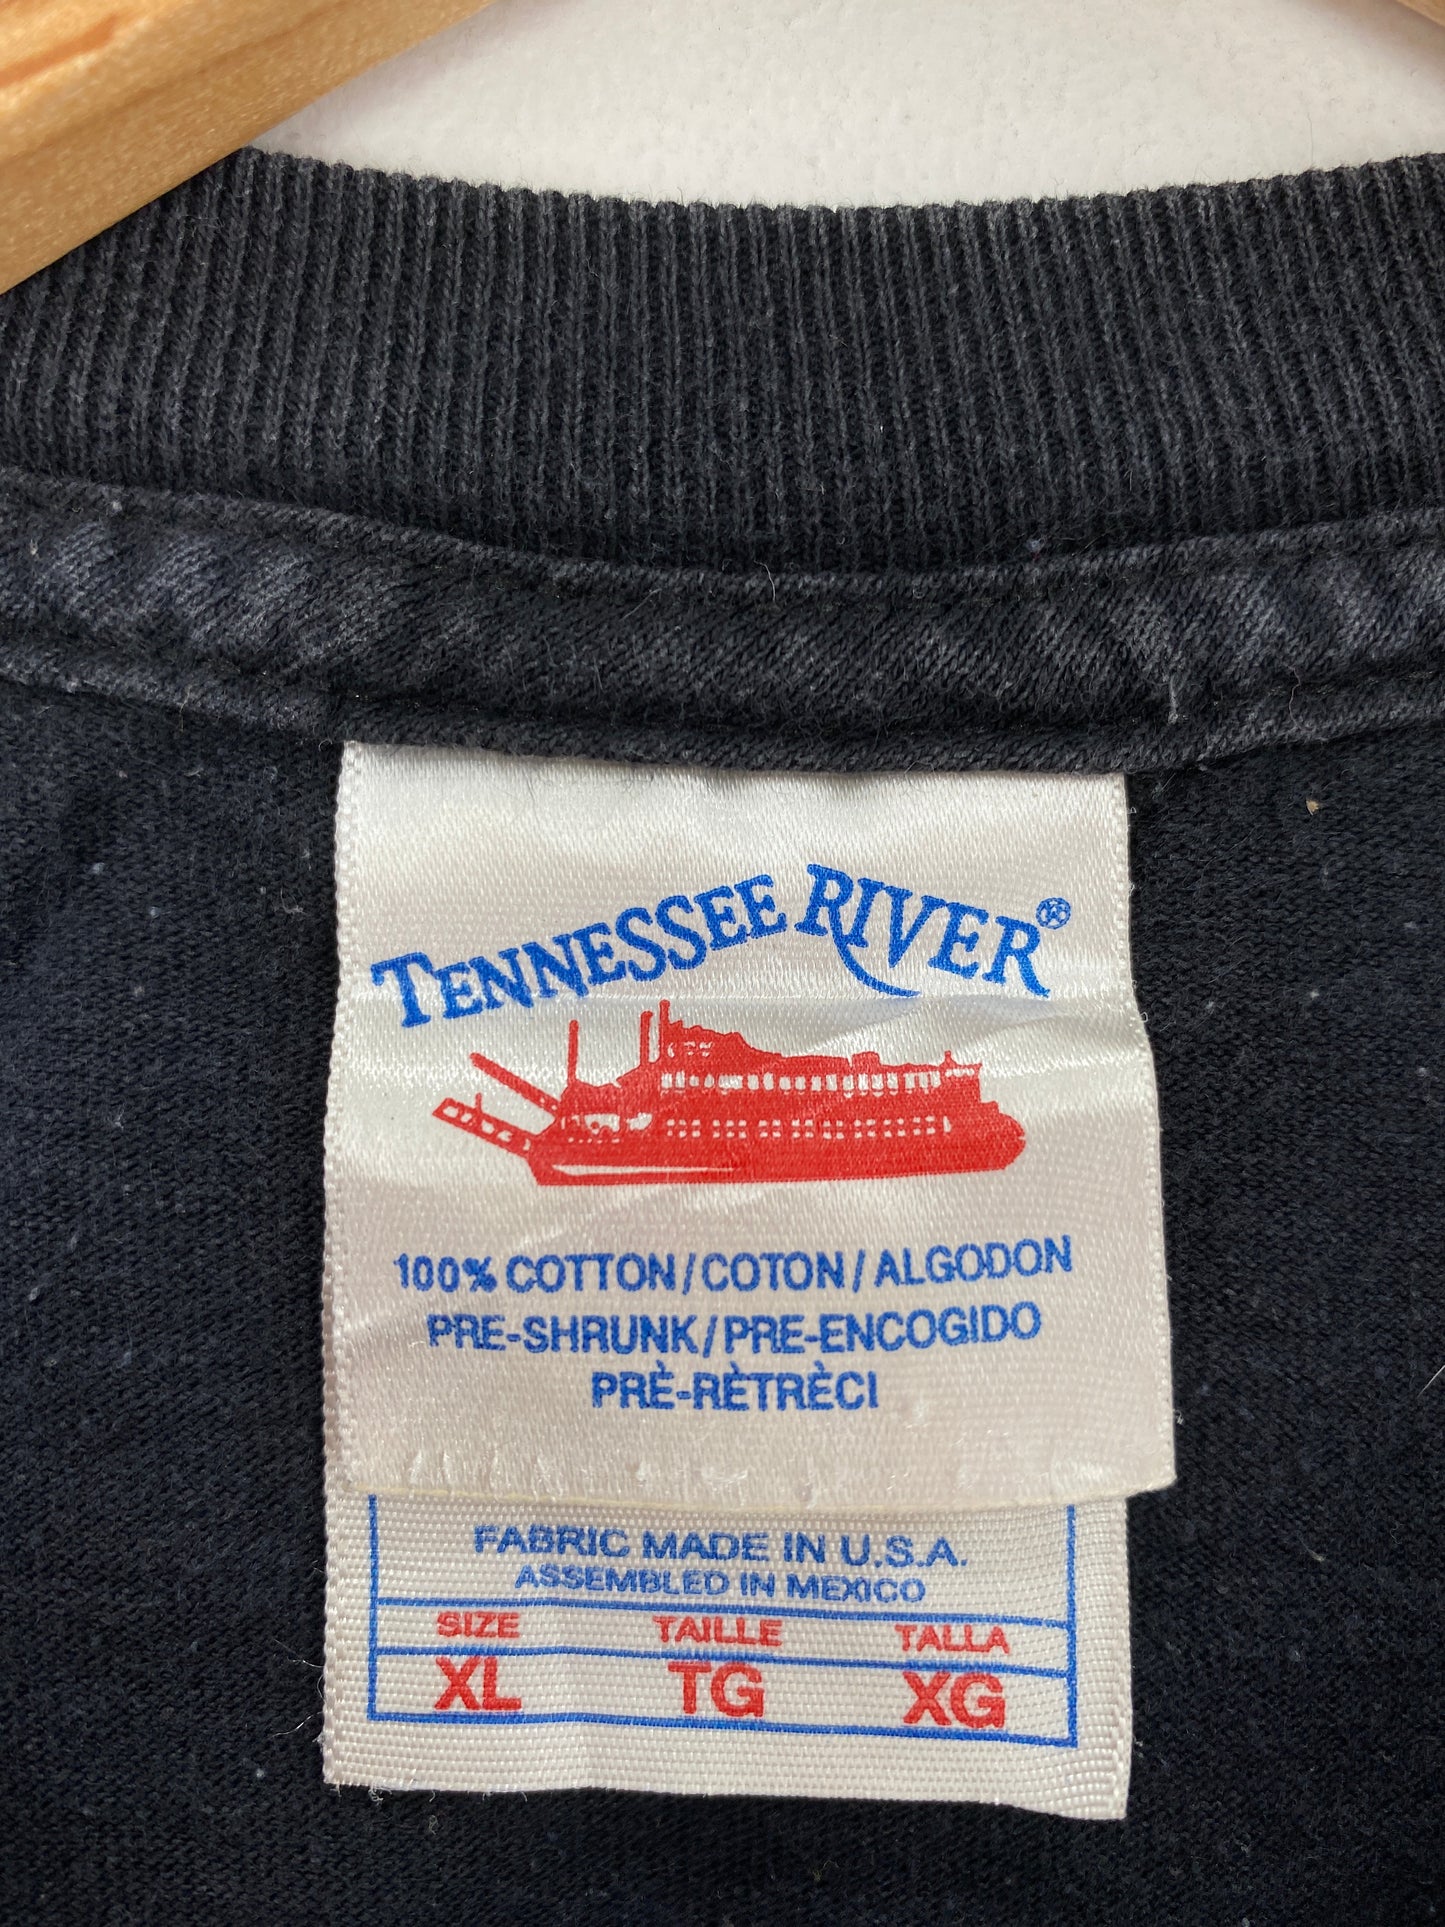 TENNESSEE RIVER®
100% COTTON/COTON/ALGODON
PRE-SHRUNK/PRE-ENCOGIDO
PRÈ-RÈTRÈCI
FABRIC MADE IN U.S.A.
ASSEMBLED IN MEXICO
SIZE TAILLE TALLA
XL TG XG